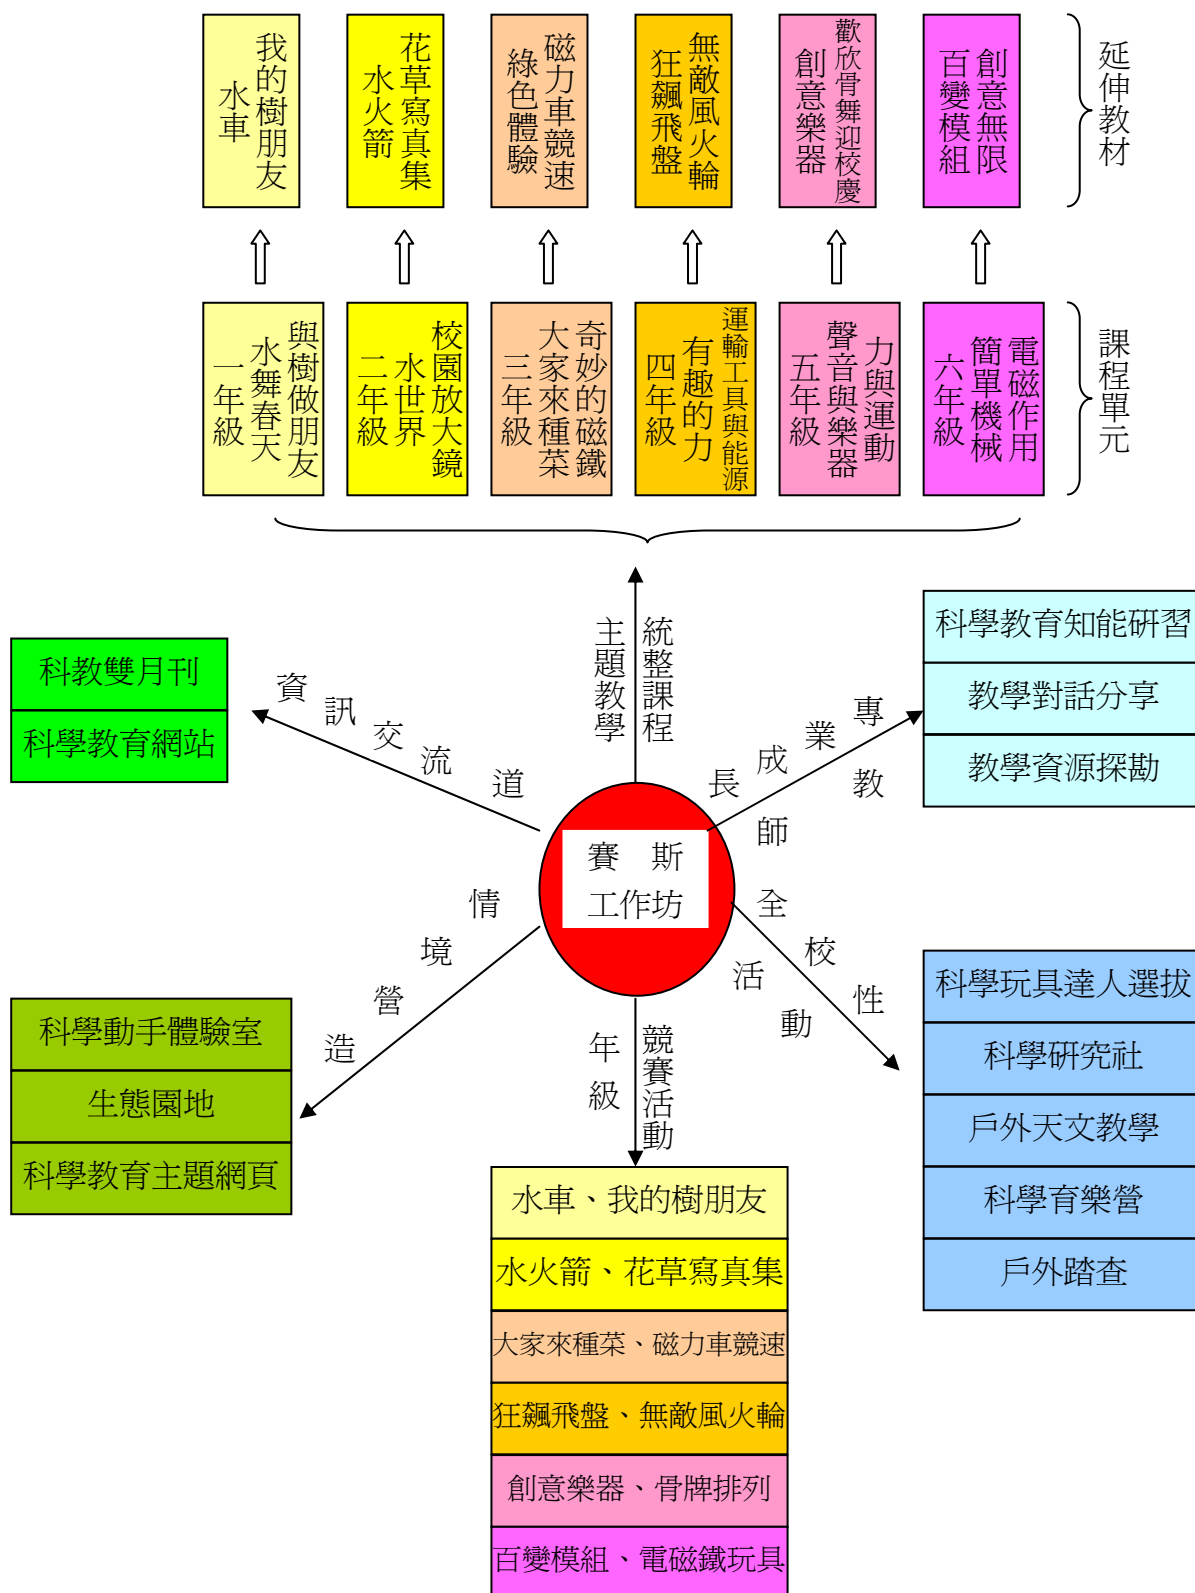 延伸教材
創意無限
百變模組
歡欣骨舞迎校慶
創意樂器
無敵風火輪
狂飆飛盤
磁力車競速
綠色體驗
花草寫真集
水火箭
我的樹朋友
水車
課程單元
電磁作用
簡單機械
六年級
力與運動
聲音與樂器
五年級
運輸工具與能源
有趣的力
四年級
奇妙的磁鐵
大家來種菜
三年級
校園放大鏡
水世界
二年級
與樹做朋友
水舞春天
一年級
統整課程
主題教學
科教雙月刊
科學教育網站
資訊交流道
專業成長
教師
科學教育知能研習
教學對話分享
教學資源探勘
賽 斯
工作坊
情境營造
科學動手體驗室
生態園地
科學教育主題網頁
全校性
活動
科學玩具達人選拔
科學研究社
戶外天文教學
科學育樂營
戶外踏查
年級
競賽活動
水車、我的樹朋友
水火箭、花草寫真集
大家來種菜、磁力車競速
狂飆飛盤、無敵風火輪
創意樂器、骨牌排列
百變模組、電磁鐵玩具